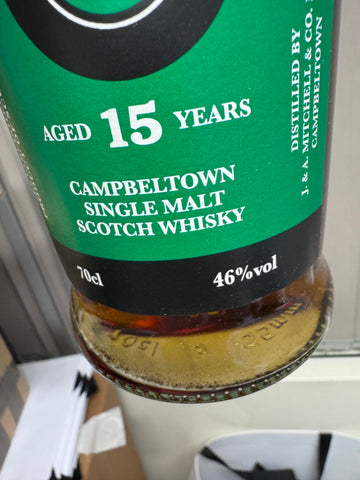 AGED 15 YEARS
CAMPBELTOWN
SINGLE MALT
SCOTCH WHISKY
70cl
46%vol
DISTILLED BY
J. & A. MITCHELL & CO.
CAMPBELTOWN